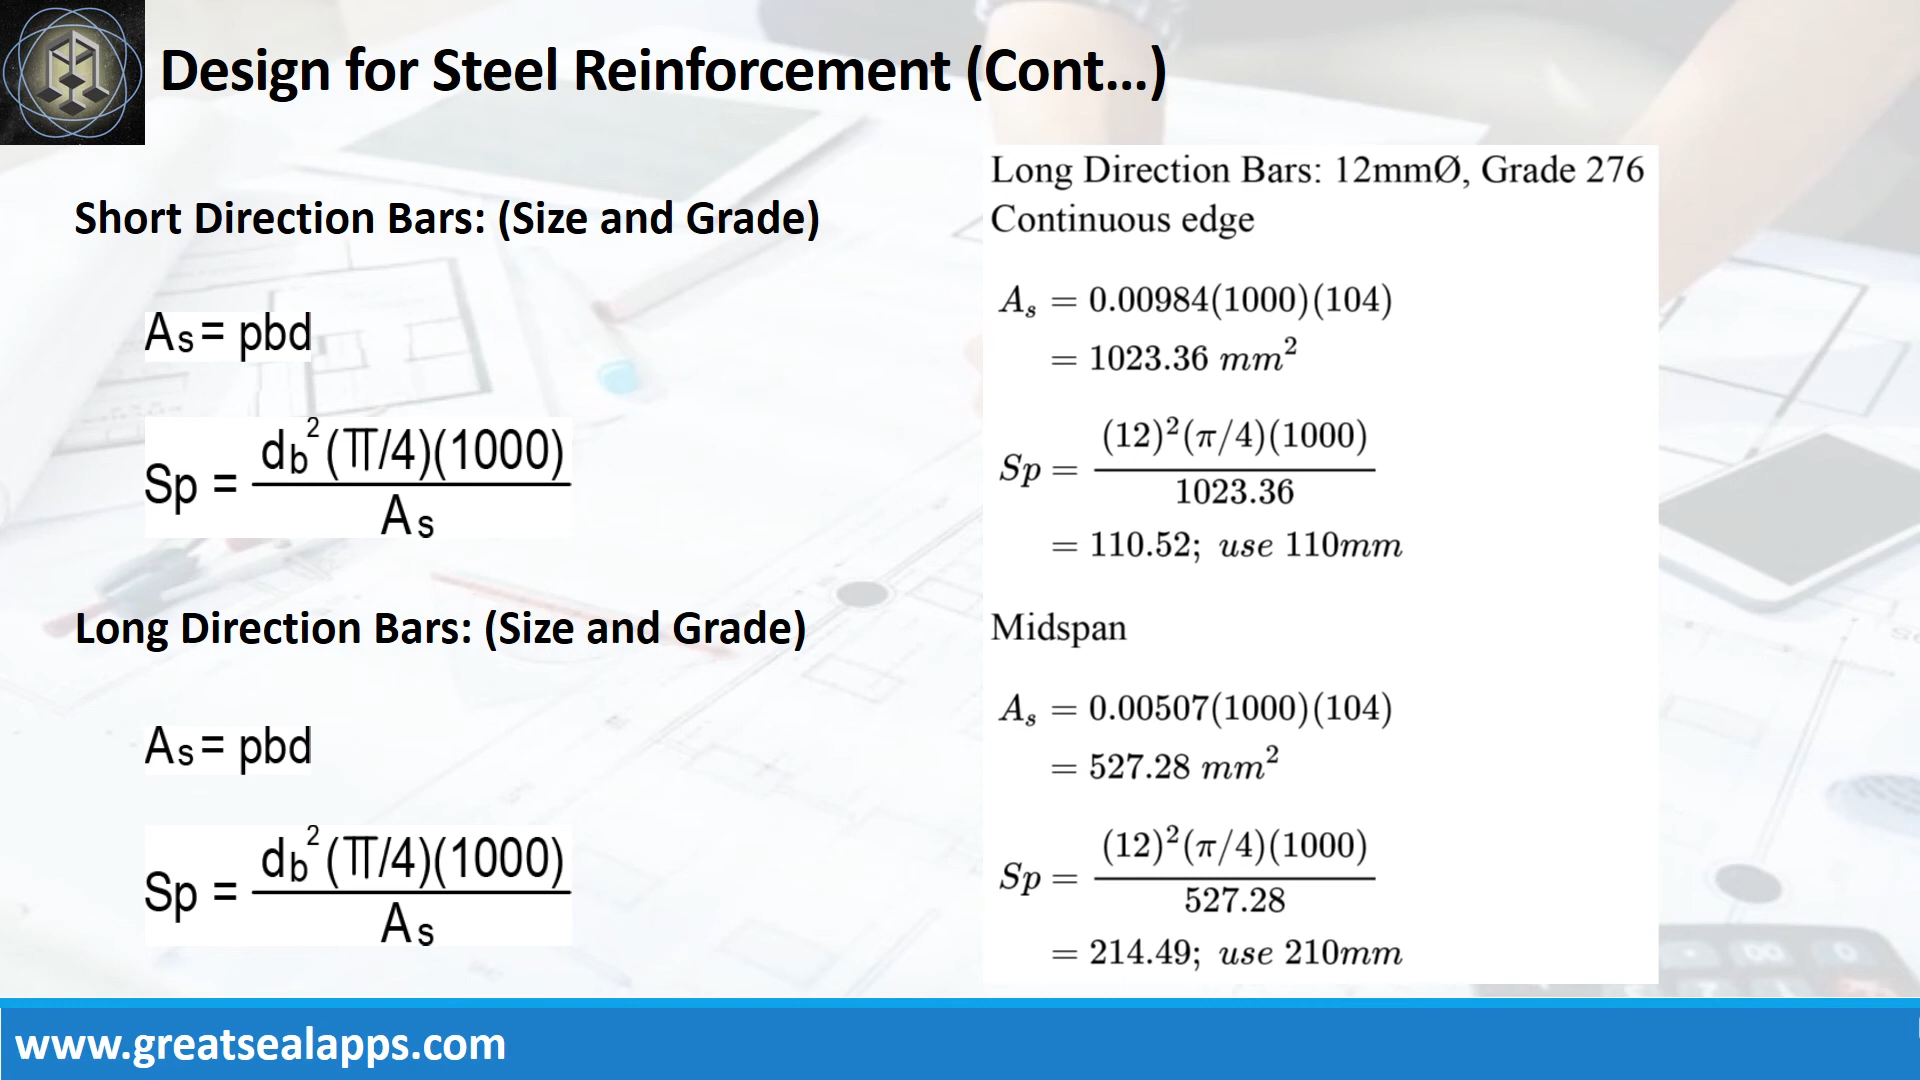 Design for Steel Reinforcement (Cont...)
Short Direction Bars: (Size and Grade)
As = pbd
Sp = db²(π/4)(1000) / As
Long Direction Bars: (Size and Grade)
As = pbd
Sp = db²(π/4)(1000) / As
Long Direction Bars: 12mmØ, Grade 276
Continuous edge
As = 0.00984(1000)(104)
= 1023.36 mm²
Sp = (12)²(π/4)(1000) / 1023.36
= 110.52; use 110mm
Midspan
As = 0.00507(1000)(104)
= 527.28 mm²
Sp = (12)²(π/4)(1000) / 527.28
= 214.49; use 210mm
www.greatsealapps.com